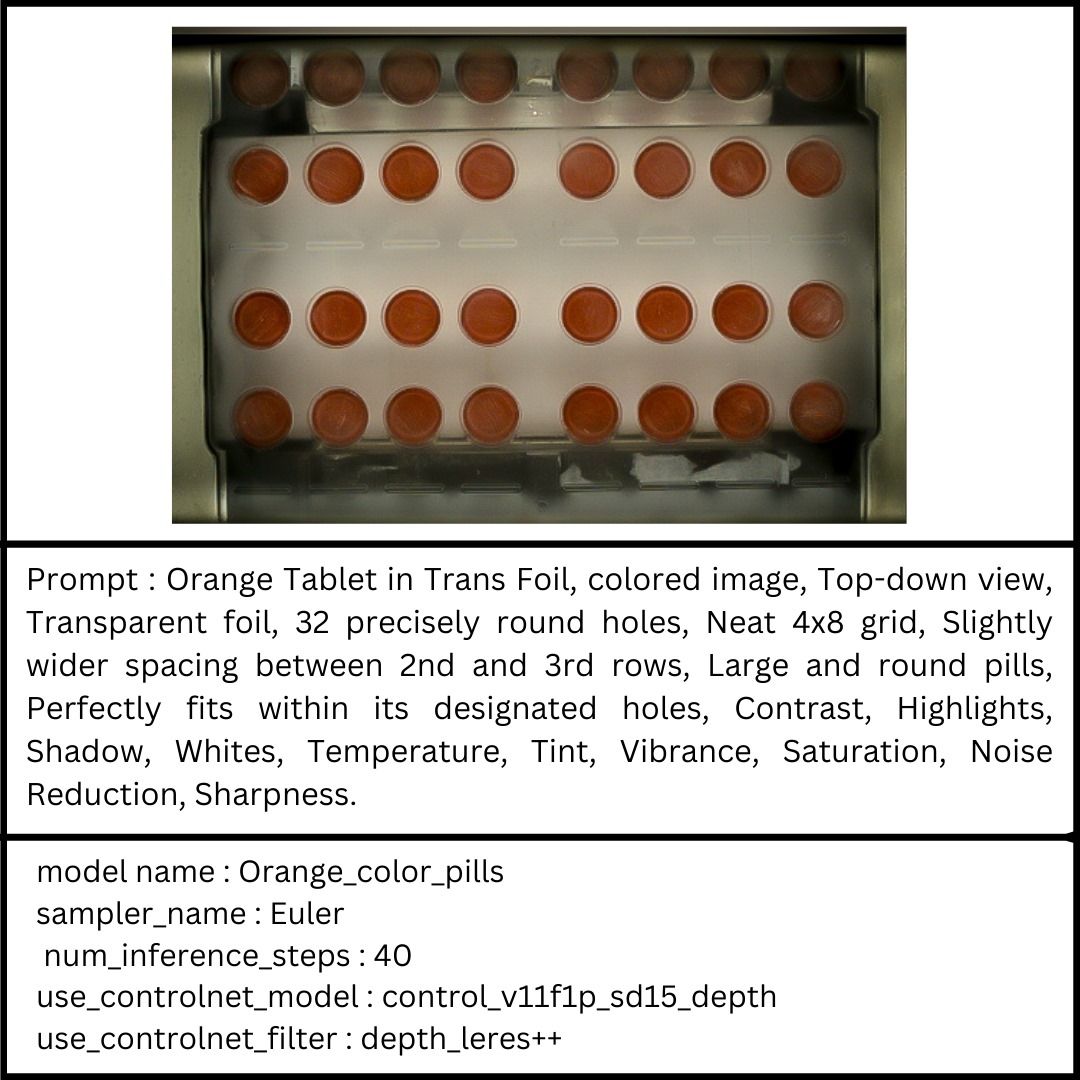 Prompt : Orange Tablet in Trans Foil, colored image, Top-down view,
Transparent foil, 32 precisely round holes, Neat 4x8 grid, Slightly
wider spacing between 2nd and 3rd rows, Large and round pills,
Perfectly fits within its designated holes, Contrast, Highlights,
Shadow, Whites, Temperature, Tint, Vibrance, Saturation, Noise
Reduction, Sharpness.
model name : Orange_color_pills
sampler_name : Euler
num_inference_steps : 40
use_controlnet_model : control_v11f1p_sd15_depth
use_controlnet_filter : depth_leres++